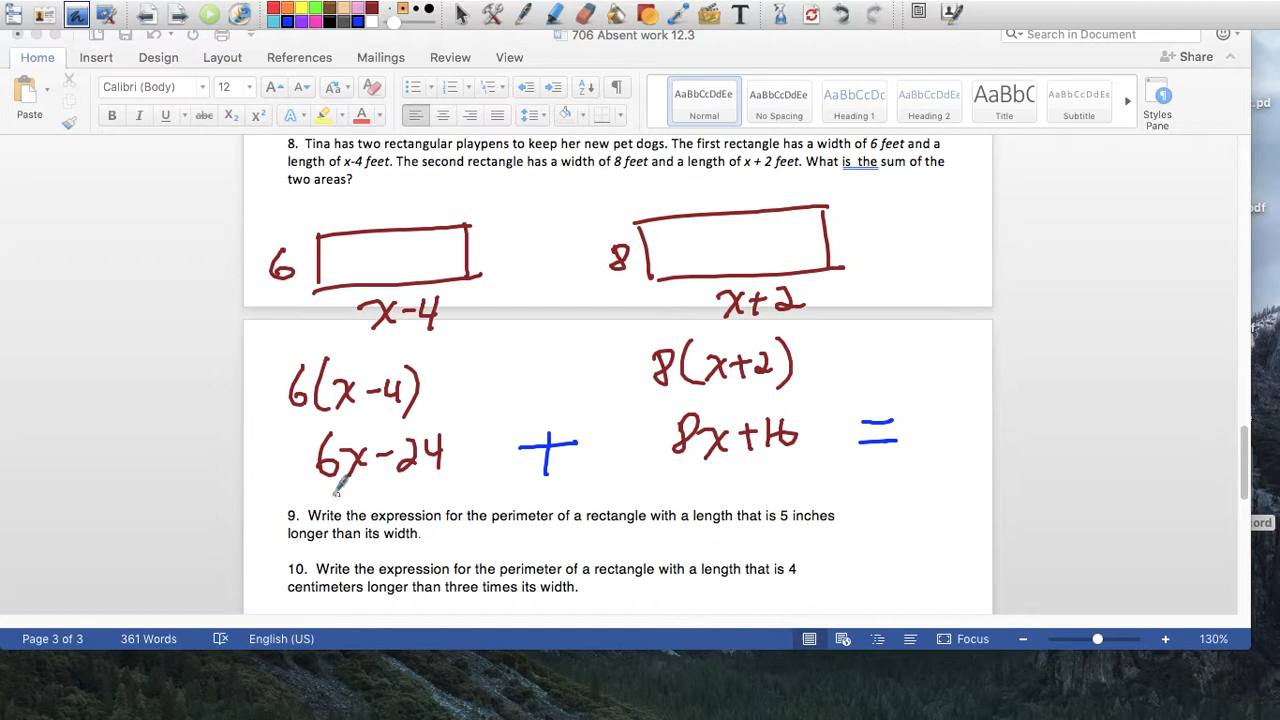 706 Absent work 12.3
Search in Document
Home Insert Design Layout References Mailings Review View Share
Paste
Calibri (Body) 12
B I U abc X₂ X² A A
AaBbCcDdEe AaBbCcDdEe AaBbCcDc AaBbCcDdEe AaBbC AaBbCcDdEe
Normal No Spacing Heading 1 Heading 2 Title Subtitle Styles Pane
8. Tina has two rectangular playpens to keep her new pet dogs. The first rectangle has a width of 6 feet and a
length of x-4 feet. The second rectangle has a width of 8 feet and a length of x + 2 feet. What is the sum of the
two areas?
6 8
x-4 x+2
6(x-4) 8(x+2)
6x-24 + 8x+16 =
9. Write the expression for the perimeter of a rectangle with a length that is 5 inches
longer than its width.
10. Write the expression for the perimeter of a rectangle with a length that is 4
centimeters longer than three times its width.
Page 3 of 3 361 Words English (US) Focus 130%